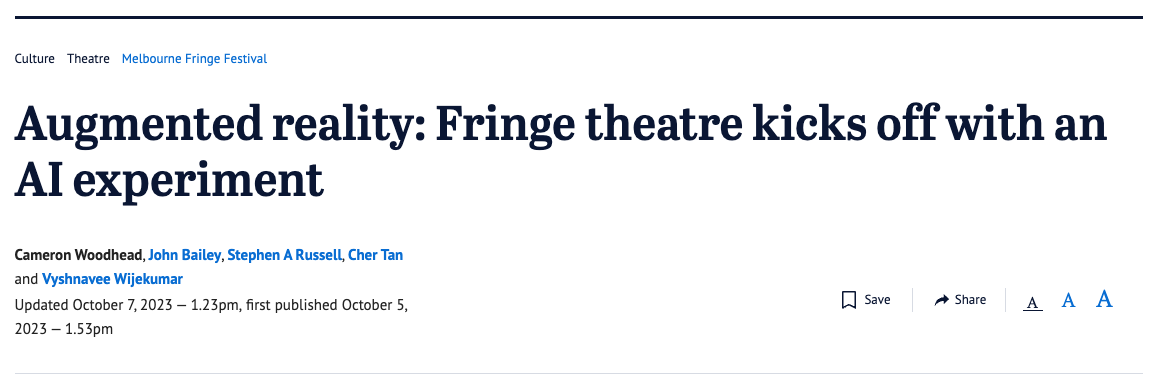 Culture Theatre Melbourne Fringe Festival
Augmented reality: Fringe theatre kicks off with an
AI experiment
Cameron Woodhead, John Bailey, Stephen A Russell, Cher Tan
and Vyshnavee Wijekumar
Updated October 7, 2023 — 1.23pm, first published October 5,
2023 — 1.53pm
Save Share A A A